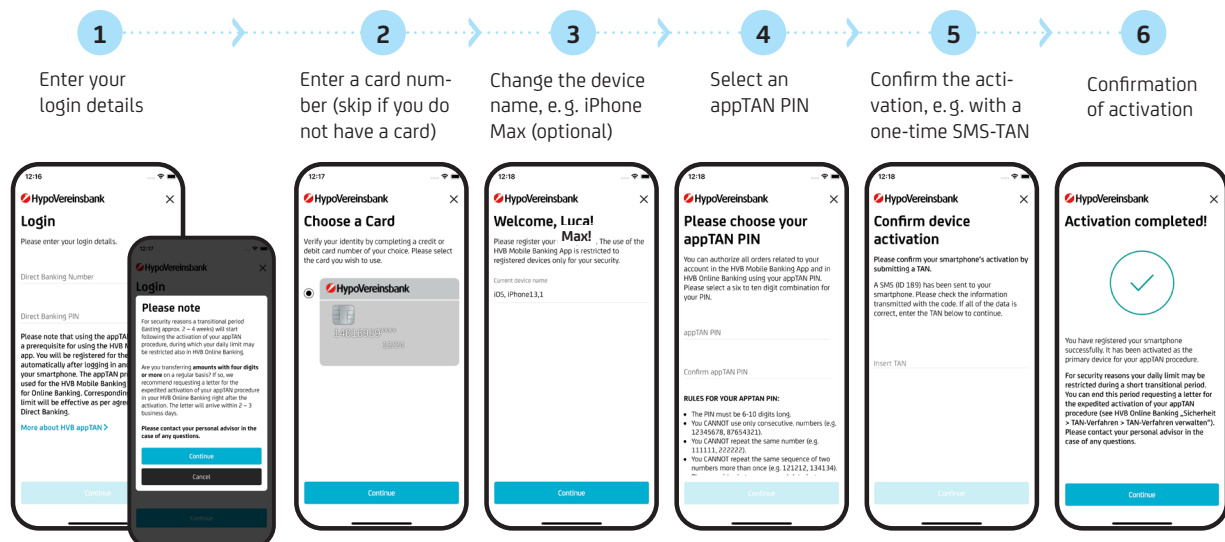 1
Enter your
login details
2
Enter a card num-
ber (skip if you do
not have a card)
3
Change the device
name, e. g. iPhone
Max (optional)
4
Select an
appTAN PIN
5
Confirm the acti-
vation, e. g. with a
one-time SMS-TAN
6
Confirmation
of activation
12:16
HypoVereinsbank
Login
Please enter your login details.
Direct Banking Number
Direct Banking PIN
Please note that using the appTA
a prerequisite for using the HVB M
app. You will be registered for the
automatically after logging in and
your smartphone. The appTAN pr
used for the HVB Mobile Banking
for Online Banking. Corresponding
limit will be effective as per agree
Direct Banking.
More about HVB appTAN
Continue
12:17
HypoVereinsbank
Login
Please note
For security reasons a transitional period
(lasting approx. 2 – 4 weeks) will start
following the activation of your appTAN
procedure, during which your daily limit may
be restricted also in HVB Online Banking.
Are you transferring amounts with four digits
or more on a regular basis? If so, we
recommend requesting a letter for the
expedited activation of your appTAN procedure
in your HVB Online Banking right after the
activation. The letter will arrive within 2 – 3
business days.
Please contact your personal advisor in the
case of any questions.
Continue
Cancel
Continue
12:17
HypoVereinsbank
Choose a Card
Verify your identity by completing a credit or
debit card number of your choice. Please select
the card you wish to use.
HypoVereinsbank
Continue
12:18
HypoVereinsbank
Welcome, Luca!
Max!
Please register your . The use of the
HVB Mobile Banking App is restricted to
registered devices only for your security.
Current device name
iOS, iPhone13,1
Continue
12:18
HypoVereinsbank
Please choose your
appTAN PIN
You can authorize all orders related to your
account in the HVB Mobile Banking App and in
HVB Online Banking using your appTAN PIN.
Please select a six to ten digit combination for
your PIN.
appTAN PIN
Confirm appTAN PIN
RULES FOR YOUR APPTAN PIN:
• The PIN must be 6-10 digits long.
• You CANNOT use only consecutive. numbers (e.g.
12345678, 87654321).
• You CANNOT repeat the same number (e.g.
111111, 222222).
• You CANNOT repeat the same sequence of two
numbers more than once (e.g. 121212, 134134).
Continue
12:18
HypoVereinsbank
Confirm device
activation
Please confirm your smartphone's activation by
submitting a TAN.
A SMS (ID 189) has been sent to your
smartphone. Please check the information
transmitted with the code. If all of the data is
correct, enter the TAN below to continue.
Insert TAN
Continue
HypoVereinsbank
Activation completed!
You have registered your smartphone
successfully. It has been activated as the
primary device for your appTAN procedure.
For security reasons your daily limit may be
restricted during a short transitional period.
You can end this period requesting a letter for
the expedited activation of your appTAN
procedure (see HVB Online Banking „Sicherheit
> TAN-Verfahren > TAN-Verfahren verwalten").
Please contact your personal advisor in the
case of any questions.
Continue